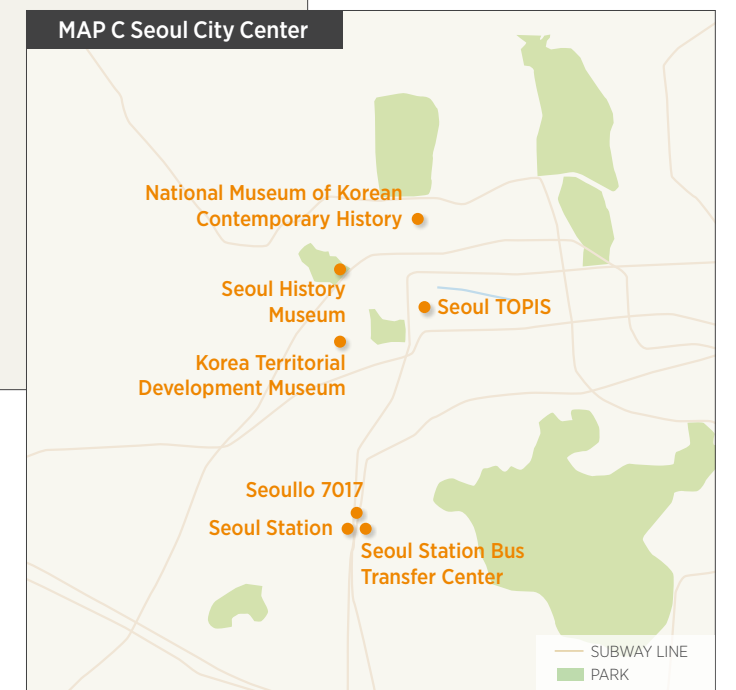 MAP C Seoul City Center
National Museum of Korean
Contemporary History
Seoul History
Museum
Seoul TOPIS
Korea Territorial
Development Museum
Seoullo 7017
Seoul Station
Seoul Station Bus
Transfer Center
SUBWAY LINE
PARK